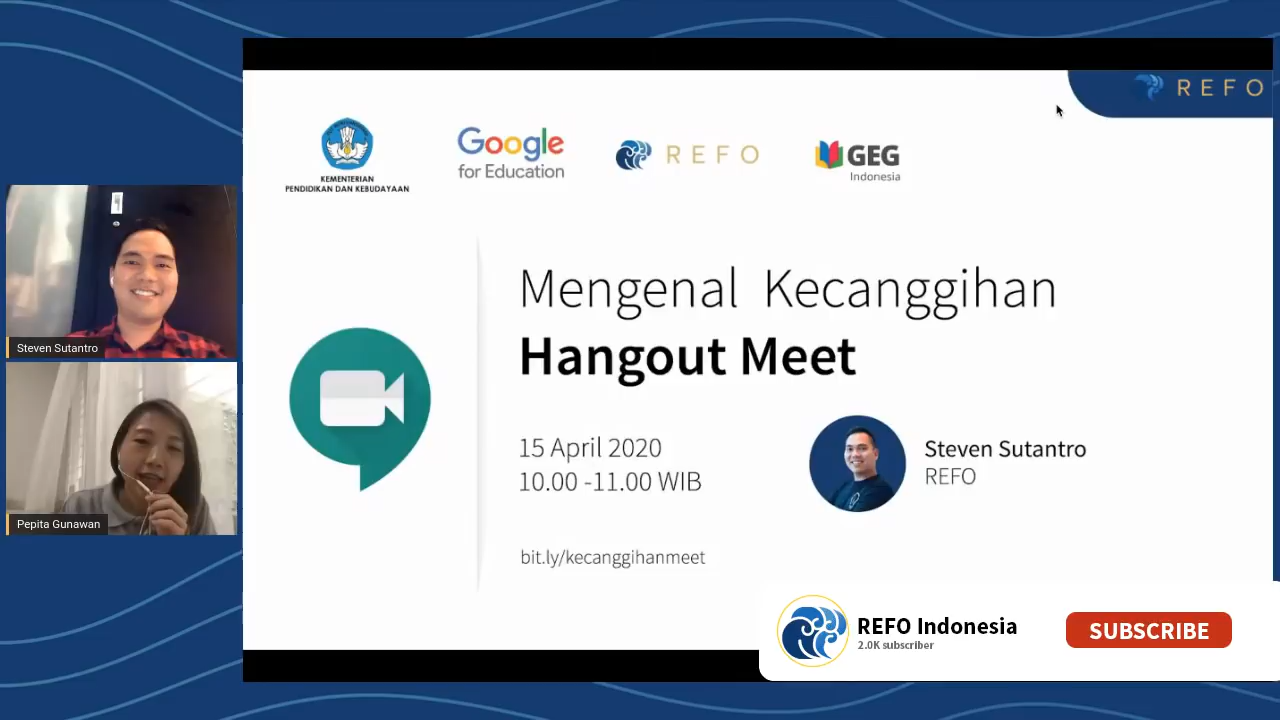 REFO
KEMENTERIAN
PENDIDIKAN DAN KEBUDAYAAN
Google
for Education
REFO
GEG
Indonesia
Mengenal Kecanggihan
Hangout Meet
15 April 2020
10.00 -11.00 WIB
Steven Sutantro
REFO
bit.ly/kecanggihanmeet
Steven Sutantro
Pepita Gunawan
REFO Indonesia
2.0K subscriber
SUBSCRIBE